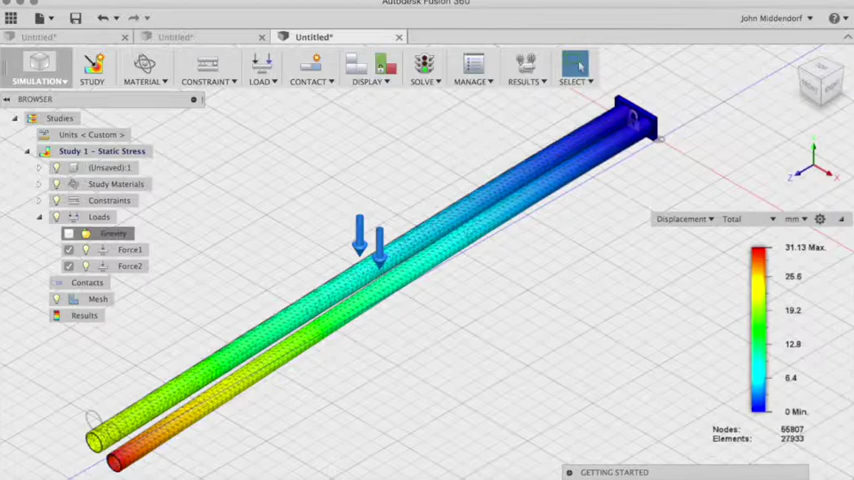 Autodesk Fusion 360
John Middendorf
Untitled*
Untitled*
Untitled*
SIMULATION
STUDY
MATERIAL
CONSTRAINT
LOAD
CONTACT
DISPLAY
SOLVE
MANAGE
RESULTS
SELECT
BROWSER
Studies
Units < Custom >
Study 1 - Static Stress
(Unsaved):1
Study Materials
Constraints
Loads
Gravity
Force1
Force2
Contacts
Mesh
Results
FRONT
RIGHT
Y
Z
X
Displacement
Total
mm
31.13 Max.
25.6
19.2
12.8
6.4
0 Min.
Nodes: 55807
Elements: 27933
GETTING STARTED